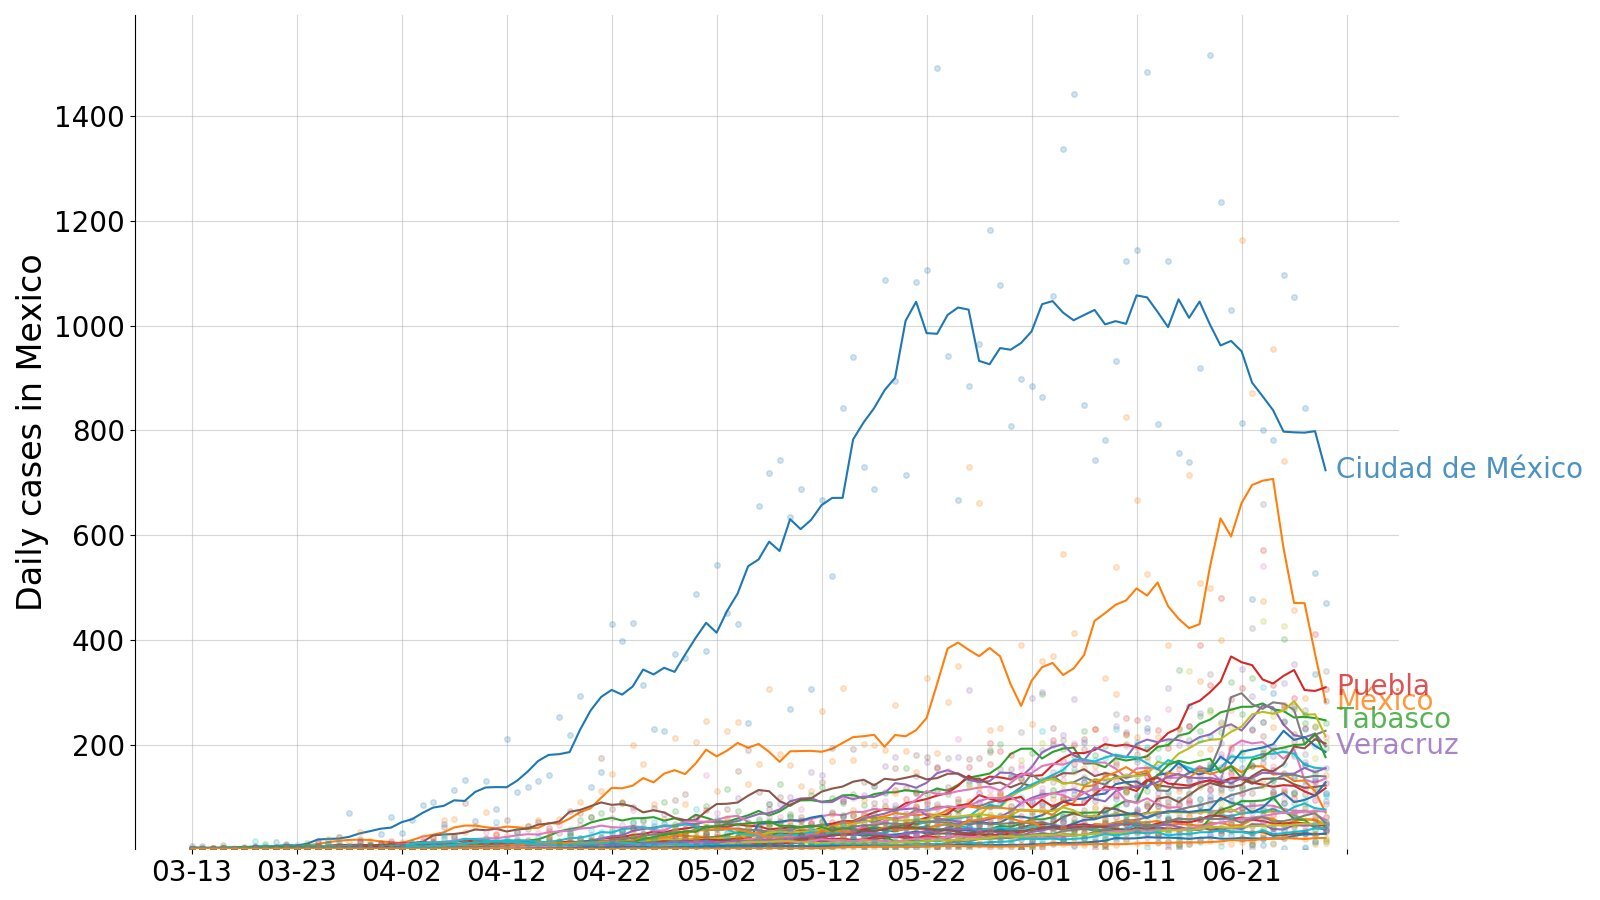 Daily cases in Mexico
1400
1200
1000
800
600
400
200
Ciudad de México
Puebla
México
Tabasco
Veracruz
03-13 03-23 04-02 04-12 04-22 05-02 05-12 05-22 06-01 06-11 06-21